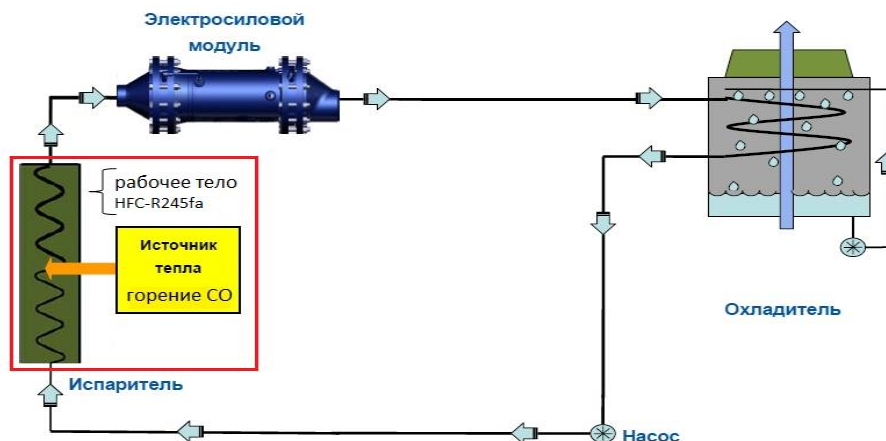 Электросиловой
модуль
рабочее тело
HFC-R245fa
Источник
тепла
горение СО
Охладитель
Испаритель
Насос